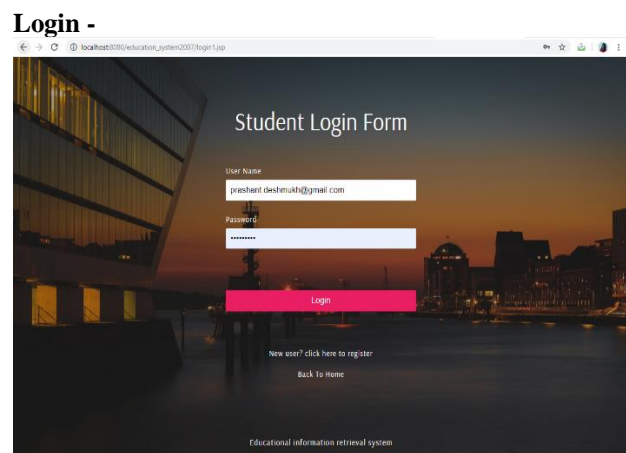 Login -
localhost:8080/education_system2007/login1.jsp
Student Login Form
User Name
prashant.deshmukh@gmail.com
Password
•••••••••
Login
New user? click here to register
Back To Home
Educational information retrieval system